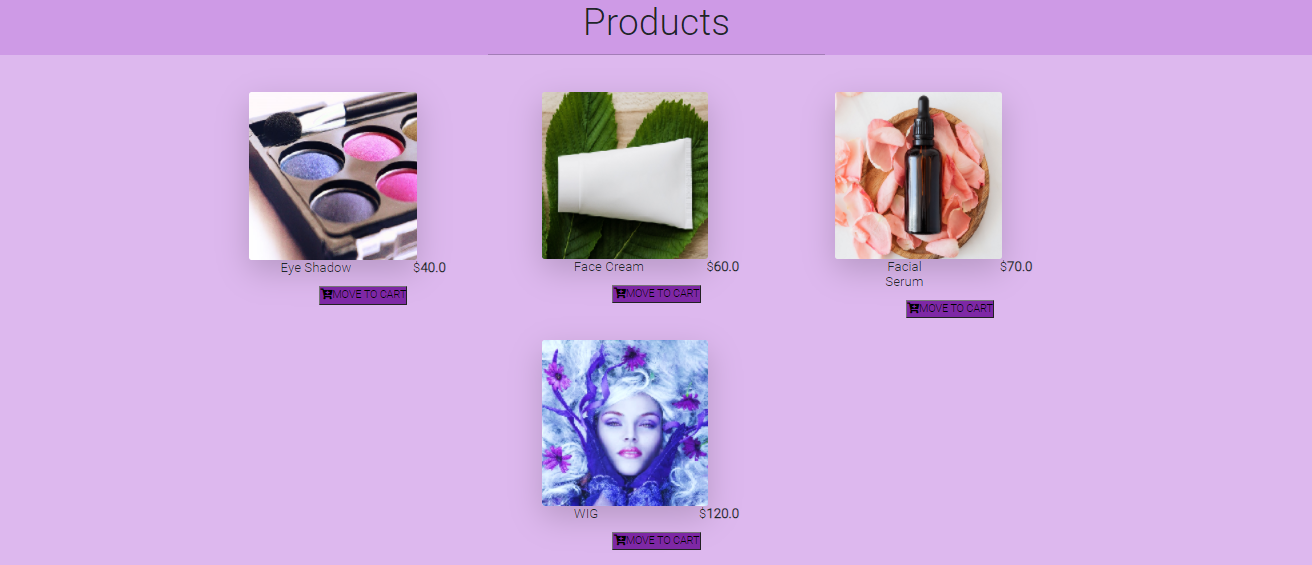 Products
Eye Shadow $40.0
MOVE TO CART
Face Cream $60.0
MOVE TO CART
Facial $70.0
Serum
MOVE TO CART
WIG $120.0
MOVE TO CART